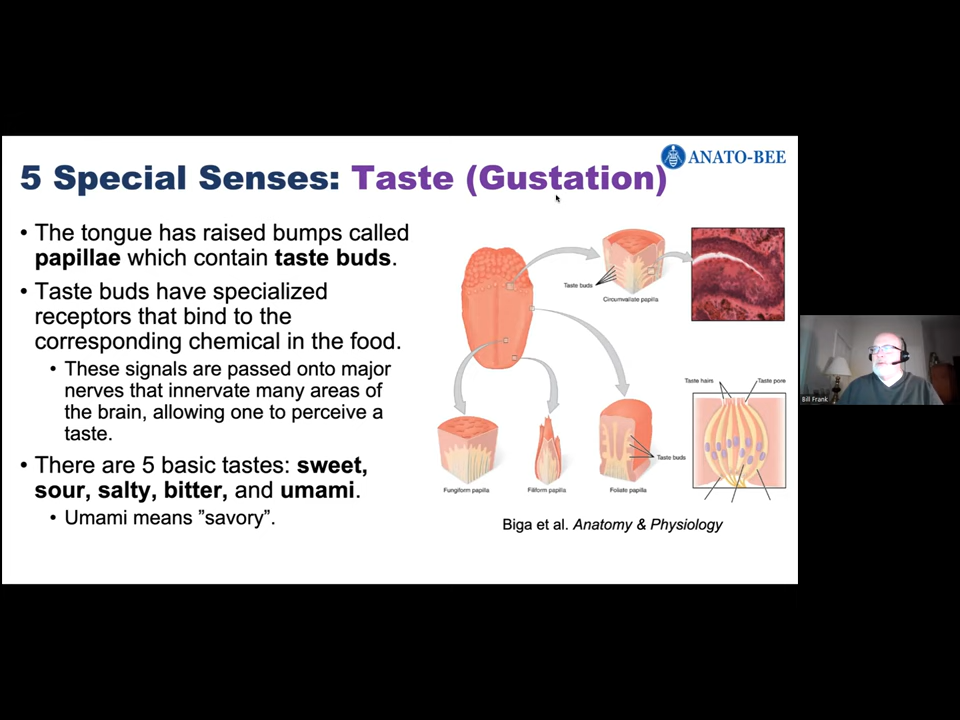 5 Special Senses: Taste (Gustation)
ANATO-BEE
• The tongue has raised bumps called
papillae which contain taste buds.
• Taste buds have specialized
receptors that bind to the
corresponding chemical in the food.
• These signals are passed onto major
nerves that innervate many areas of
the brain, allowing one to perceive a
taste.
• There are 5 basic tastes: sweet,
sour, salty, bitter, and umami.
• Umami means ”savory”.
Taste buds
Circumvallate papilla
Taste hairs
Taste pore
Taste buds
Fungiform papilla
Filiform papilla
Foliate papilla
Biga et al. Anatomy & Physiology
Bill Frank